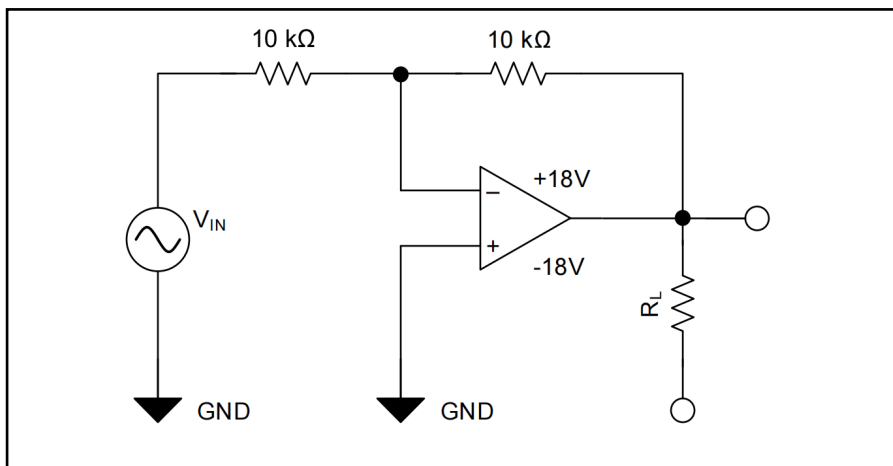 10 kΩ
10 kΩ
+18V
−
V_IN
+
-18V
R_L
GND
GND